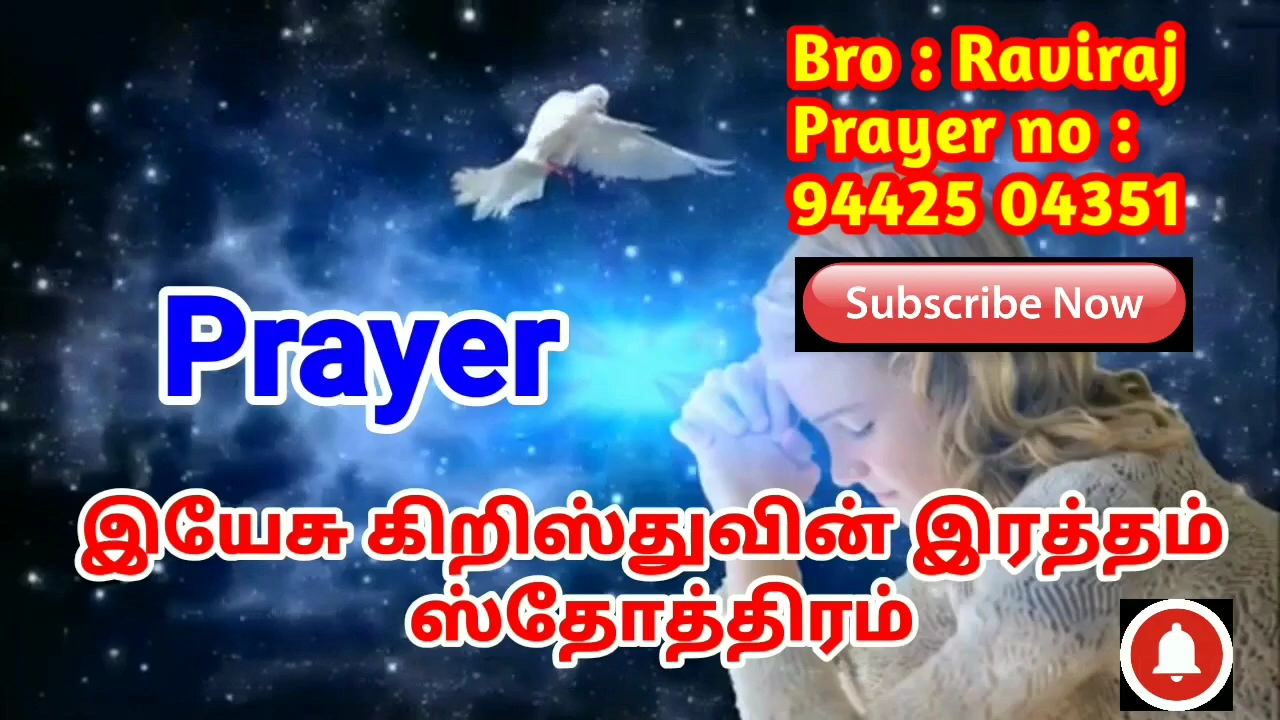 Bro : Raviraj
Prayer no :
94425 04351
Subscribe Now
Prayer
இயேசு கிறிஸ்துவின் இரத்தம்
ஸ்தோத்திரம்